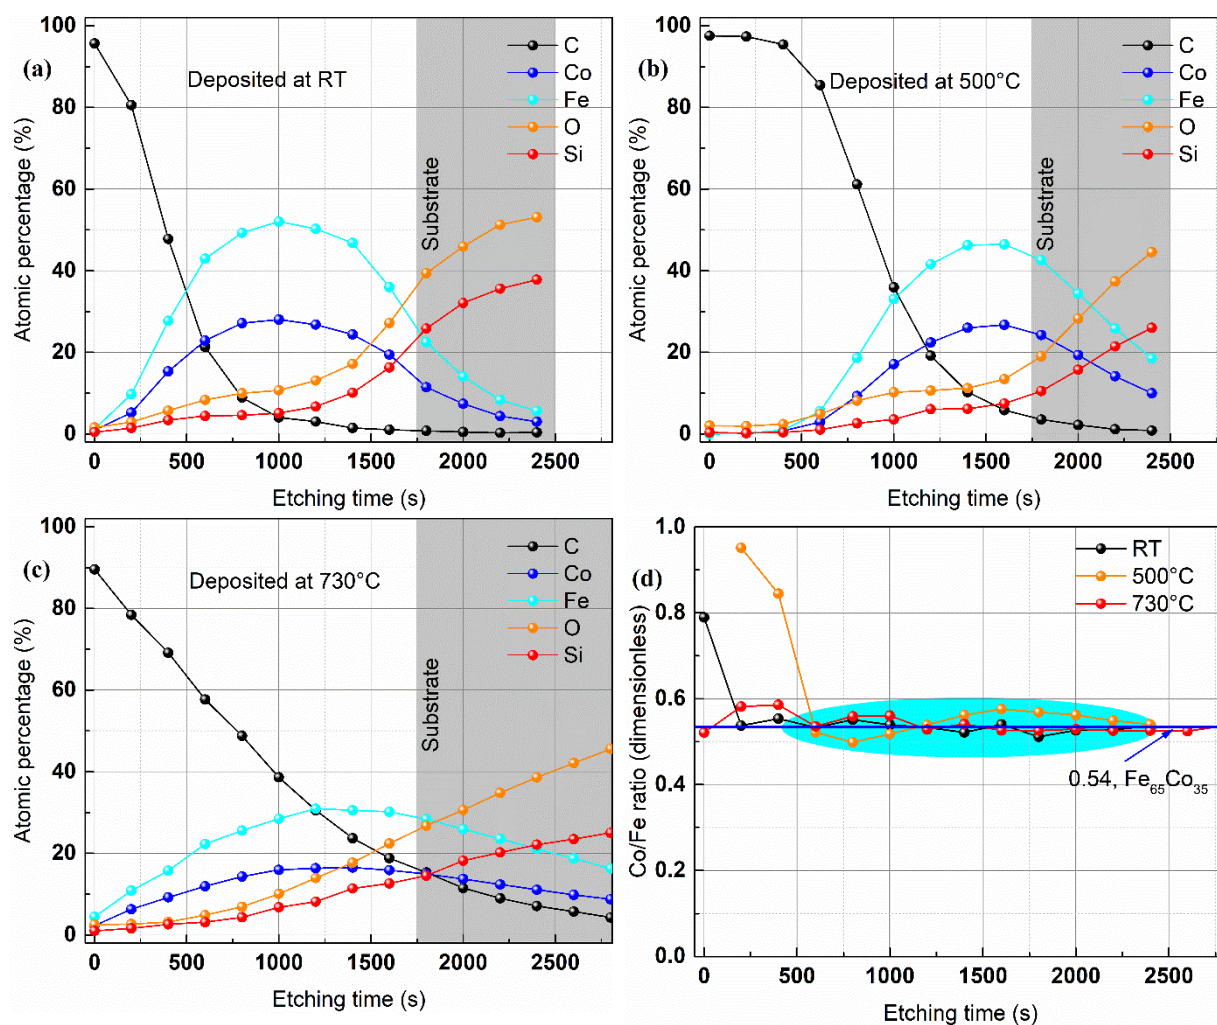 (a)
Deposited at RT
C
Co
Fe
O
Si
Substrate
Atomic percentage (%)
100
80
60
40
20
0
0 500 1000 1500 2000 2500
Etching time (s)
(b)
Deposited at 500°C
C
Co
Fe
O
Si
Substrate
Atomic percentage (%)
100
80
60
40
20
0
0 500 1000 1500 2000 2500
Etching time (s)
(c)
Deposited at 730°C
C
Co
Fe
O
Si
Substrate
Atomic percentage (%)
100
80
60
40
20
0
0 500 1000 1500 2000 2500
Etching time (s)
(d)
RT
500°C
730°C
Co/Fe ratio (dimensionless)
1.0
0.8
0.6
0.4
0.2
0.0
0.54, Fe65Co35
0 500 1000 1500 2000 2500
Etching time (s)